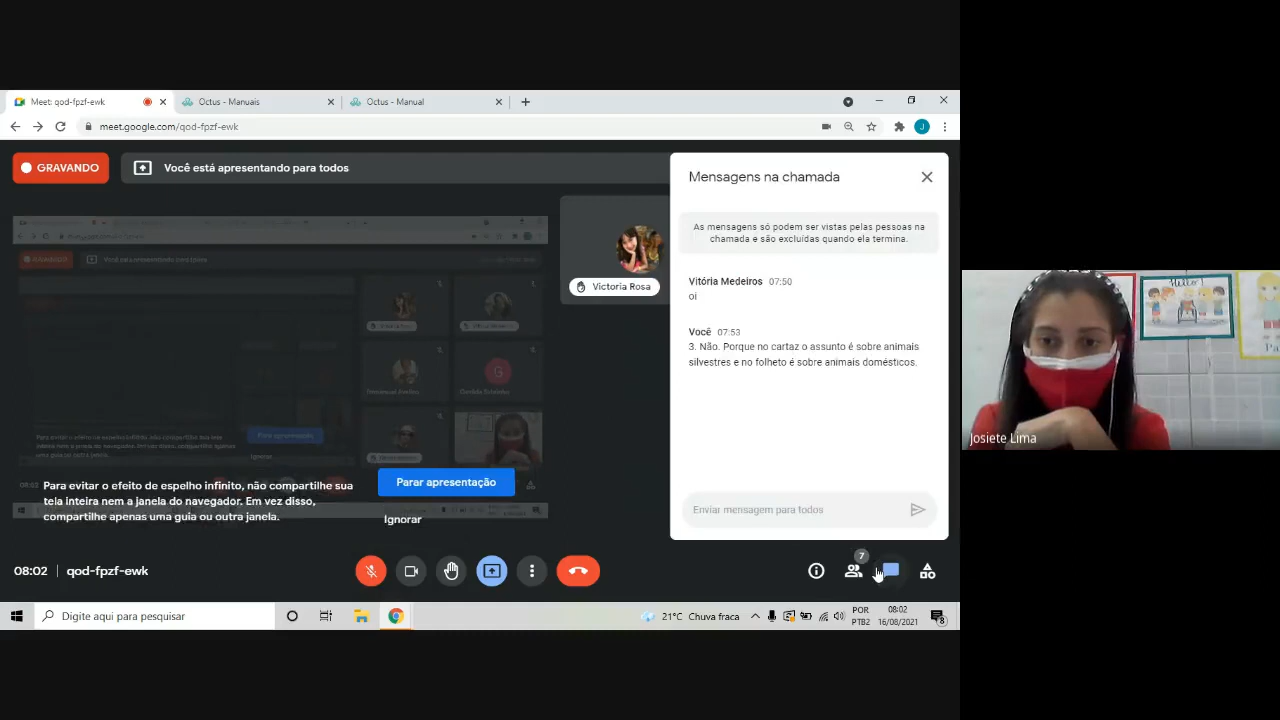 Meet: qod-fpzf-ewk
Octus - Manuais
Octus - Manual
meet.google.com/qod-fpzf-ewk
J
GRAVANDO
Você está apresentando para todos
Mensagens na chamada
As mensagens só podem ser vistas pelas pessoas na
chamada e são excluídas quando ela termina.
Victoria Rosa
Vitória Medeiros 07:50
oi
Você 07:53
3. Não. Porque no cartaz o assunto é sobre animais
silvestres e no folheto é sobre animais domésticos.
Hello!
Josiete Lima
G
Para evitar o efeito de espelho infinito, não compartilhe sua
tela inteira nem a janela do navegador. Em vez disso,
compartilhe apenas uma guia ou outra janela.
Parar apresentação
Ignorar
Enviar mensagem para todos
08:02 | qod-fpzf-ewk
7
Digite aqui para pesquisar
21°C Chuva fraca
POR
PTB2
08:02
16/08/2021
8